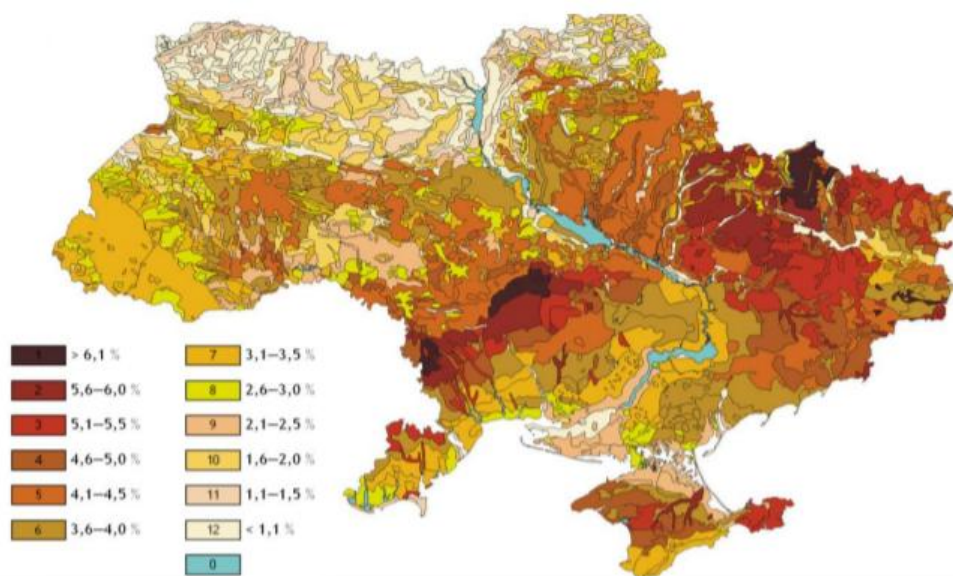 1 > 6,1 %
2 5,6–6,0 %
3 5,1–5,5 %
4 4,6–5,0 %
5 4,1–4,5 %
6 3,6–4,0 %
7 3,1–3,5 %
8 2,6–3,0 %
9 2,1–2,5 %
10 1,6–2,0 %
11 1,1–1,5 %
12 < 1,1 %
0